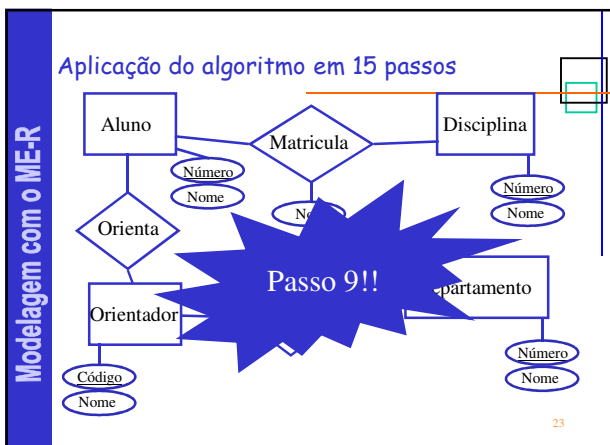 Modelagem com o ME-R
Aplicação do algoritmo em 15 passos
Aluno
Matricula
Disciplina
Número
Nome
Número
Nome
Orienta
Passo 9!!
epartamento
Orientador
Número
Nome
Código
Nome
23